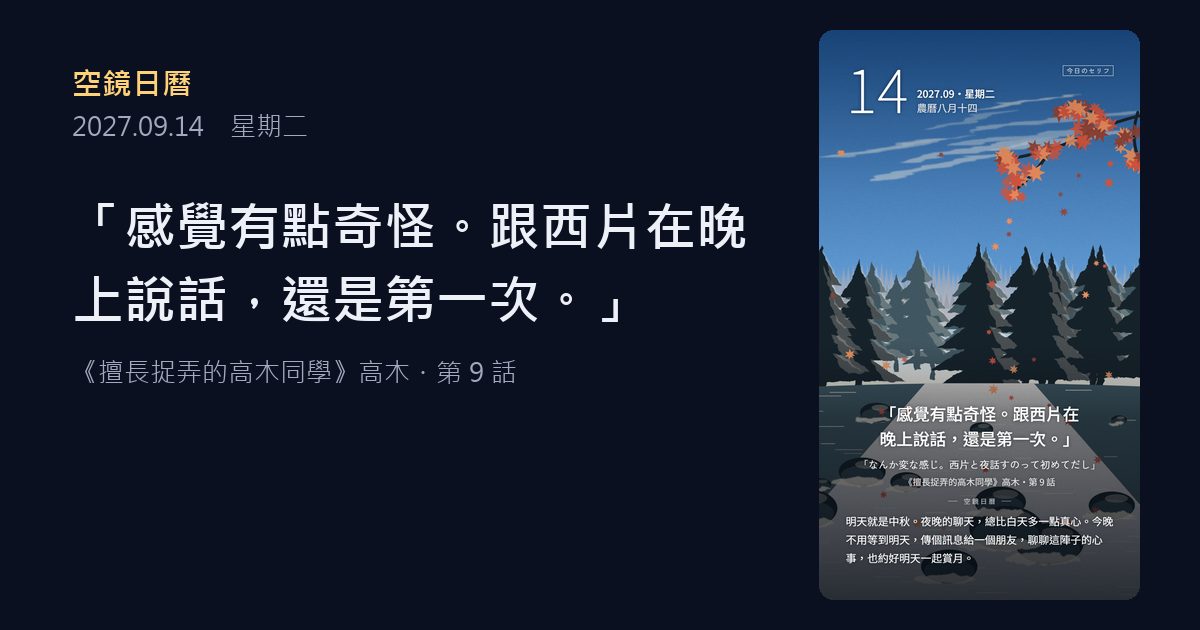 空鏡日曆
2027.09.14 星期二
「感覺有點奇怪。跟西片在晚
上說話，還是第一次。」
《擅長捉弄的高木同學》高木・第 9 話
今日のセリフ
14
2027.09・星期二
農曆八月十四
「感覺有點奇怪。跟西片在
晚上說話，還是第一次。」
「なんか変な感じ。西片と夜話すのって初めてだし」
《擅長捉弄的高木同學》高木・第 9 話
— 空鏡日曆 —
明天就是中秋。夜晚的聊天，總比白天多一點真心。今晚
不用等到明天，傳個訊息給一個朋友，聊聊這陣子的心
事，也約好明天一起賞月。